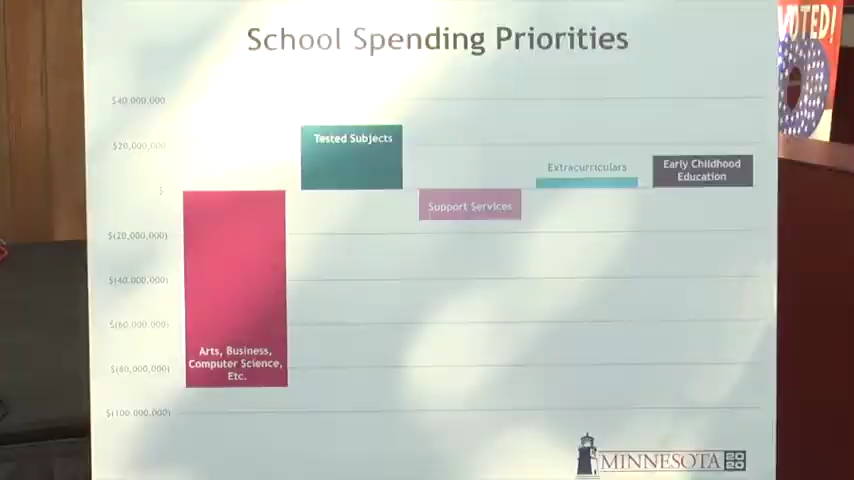 VOTED!
School Spending Priorities
$40,000,000
$20,000,000
$
$(20,000,000)
$(40,000,000)
$(60,000,000)
$(80,000,000)
$(100,000,000)
Tested Subjects
Support Services
Extracurriculars
Early Childhood
Education
Arts, Business,
Computer Science,
Etc.
MINNESOTA 2020